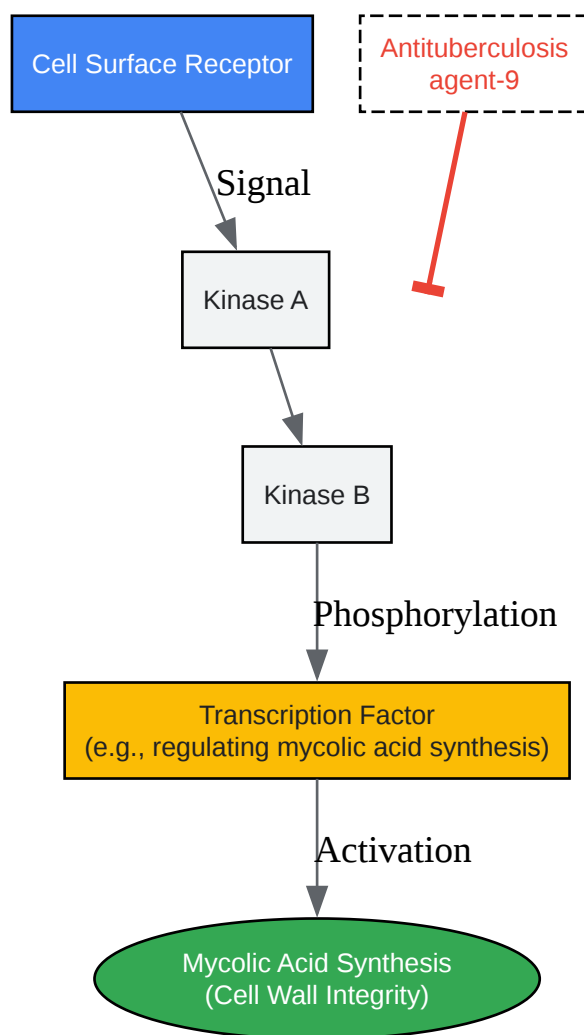 Cell Surface Receptor
Antituberculosis
agent-9
Signal
Kinase A
Kinase B
Phosphorylation
Transcription Factor
(e.g., regulating mycolic acid synthesis)
Activation
Mycolic Acid Synthesis
(Cell Wall Integrity)